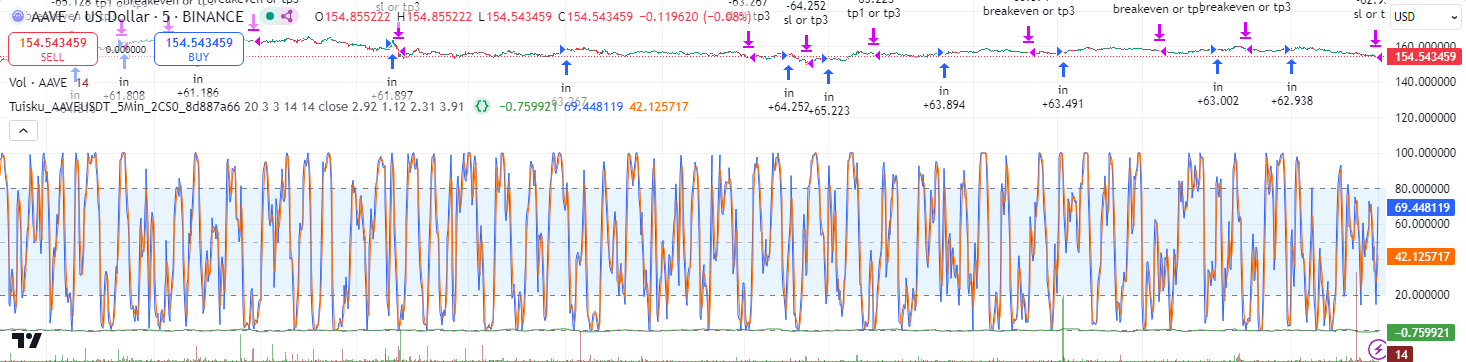 AAVE / US Dollar · 5 · BINANCE
O154.855222 H154.855222 L154.543459 C154.543459 −0.119620 (−0.08%)
USD
154.543459
SELL
0.000000
154.543459
BUY
Vol · AAVE 14
Tuisku_AAVEUSDT_5Min_2CS0_8d887a66 20 3 3 14 14 close 2.92 1.12 2.31 3.91 {} −0.759921 69.448119 42.125717
sl or tp3
-64.252
sl or tp3
tp1 or tp3
breakeven or tp3
breakeven or tp3
breakeven or tp3
sl or t
in
+61.808
in
+61.186
in
+61.897
in
+64.252
in
+65.223
in
+63.894
in
+63.491
in
+63.002
in
+62.938
160.000000
154.543459
140.000000
120.000000
100.000000
80.000000
69.448119
60.000000
42.125717
20.000000
−0.759921
14